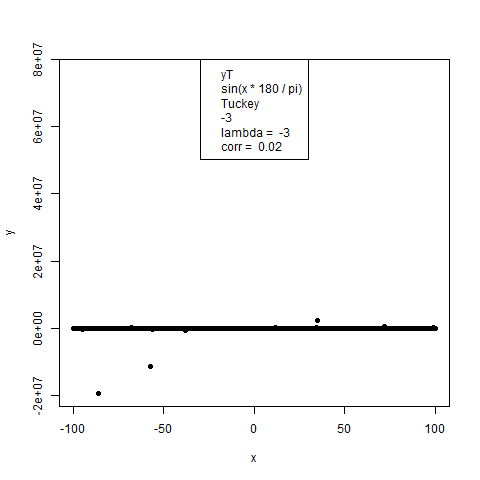 8e+07
6e+07
4e+07
2e+07
0e+00
-2e+07
y
yT
sin(x * 180 / pi)
Tuckey
-3
lambda =  -3
corr =  0.02
-100
-50
0
50
100
x